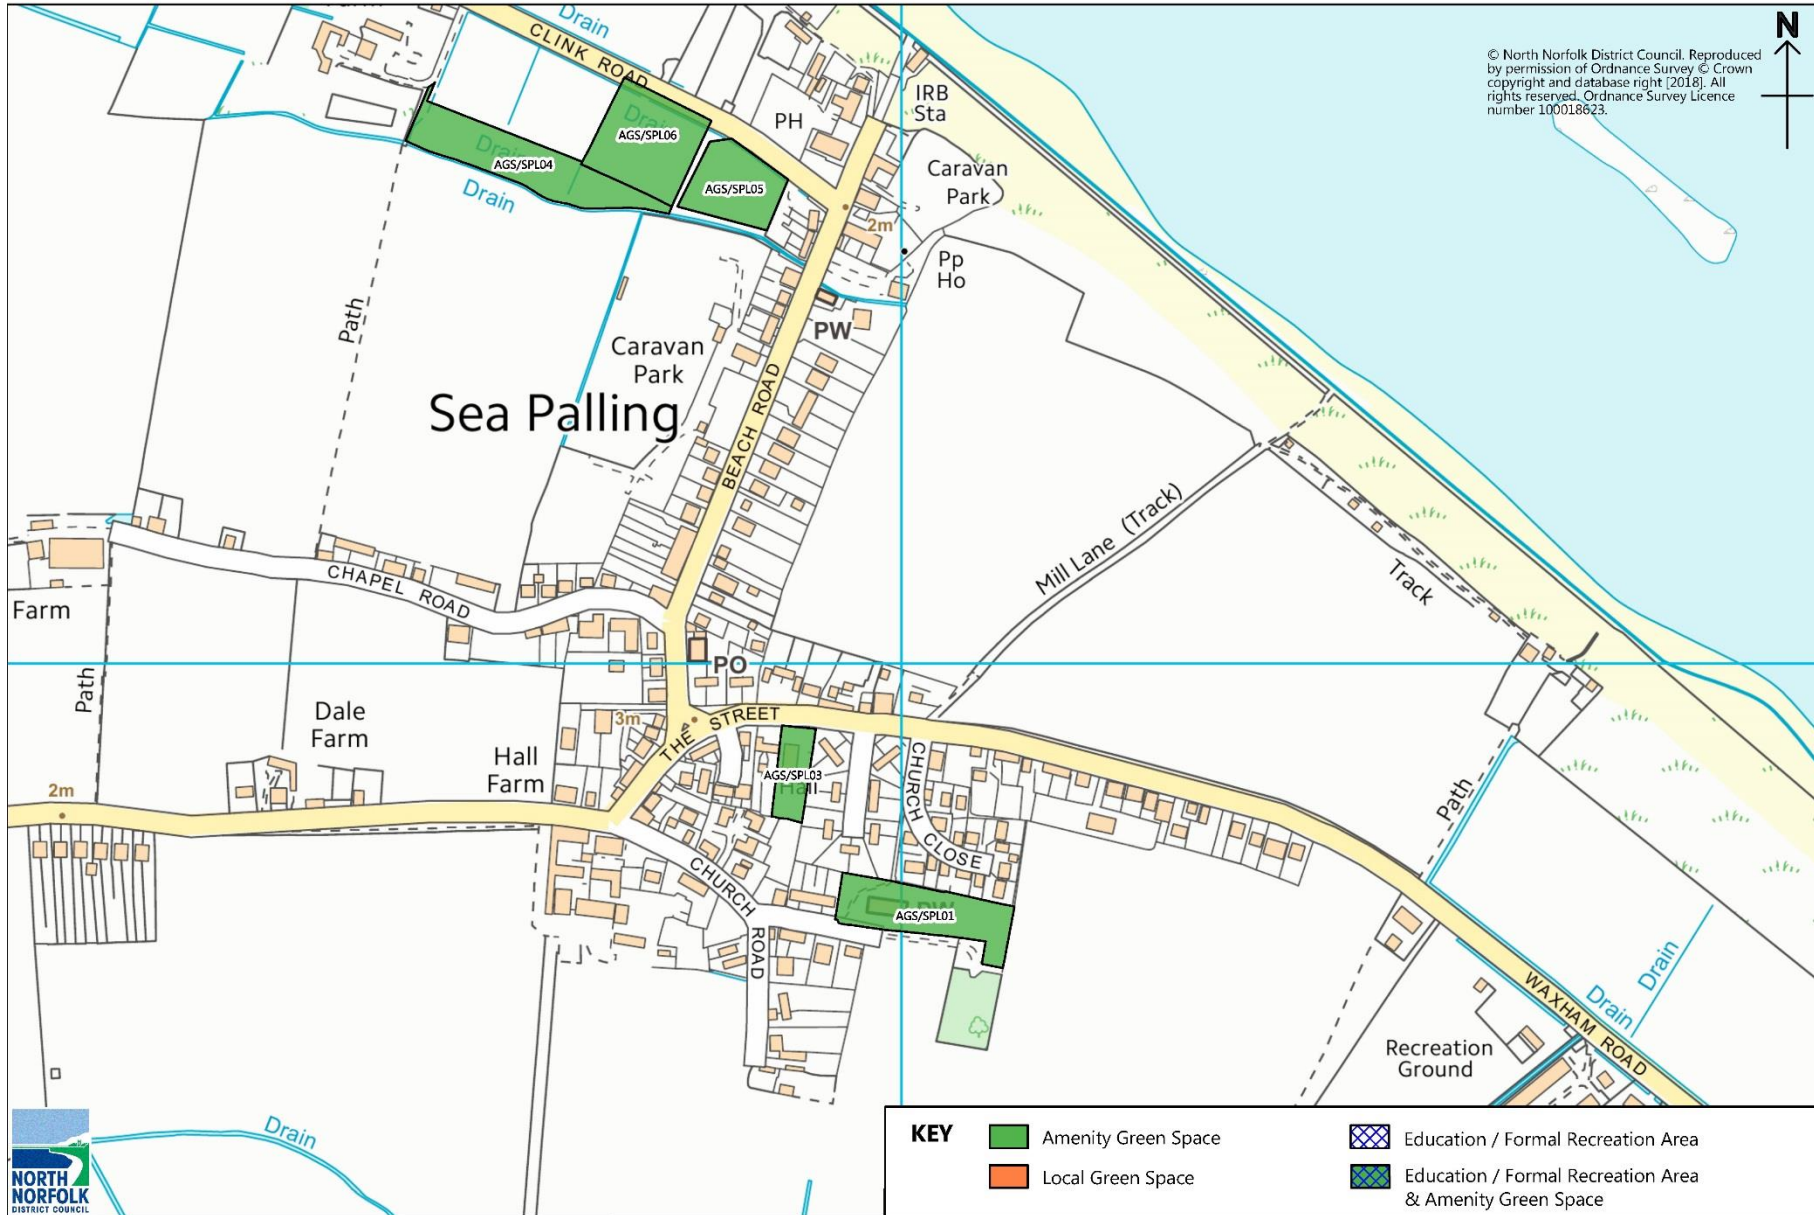 Drain
CLINK ROAD
N
© North Norfolk District Council. Reproduced
by permission of Ordnance Survey © Crown
copyright and database right [2018]. All
rights reserved. Ordnance Survey Licence
number 100018623.
IRB
Sta
PH
Drain
AGS/SPL06
AGS/SPL04
AGS/SPL05
Drain
Caravan
Park
2m
Pp
Ho
Path
PW
Caravan
Park
Sea Palling
BEACH ROAD
Mill Lane (Track)
Track
CHAPEL ROAD
Farm
Path
PO
Dale
Farm
3m
THE STREET
Hall
Farm
AGS/SPL03
Hall
2m
CHURCH CLOSE
Path
CHURCH ROAD
AGS/SPL01
PW
WAXHAM ROAD
Drain
Drain
Recreation
Ground
Drain
NORTH
NORFOLK
DISTRICT COUNCIL
KEY
Amenity Green Space
Local Green Space
Education / Formal Recreation Area
Education / Formal Recreation Area
& Amenity Green Space